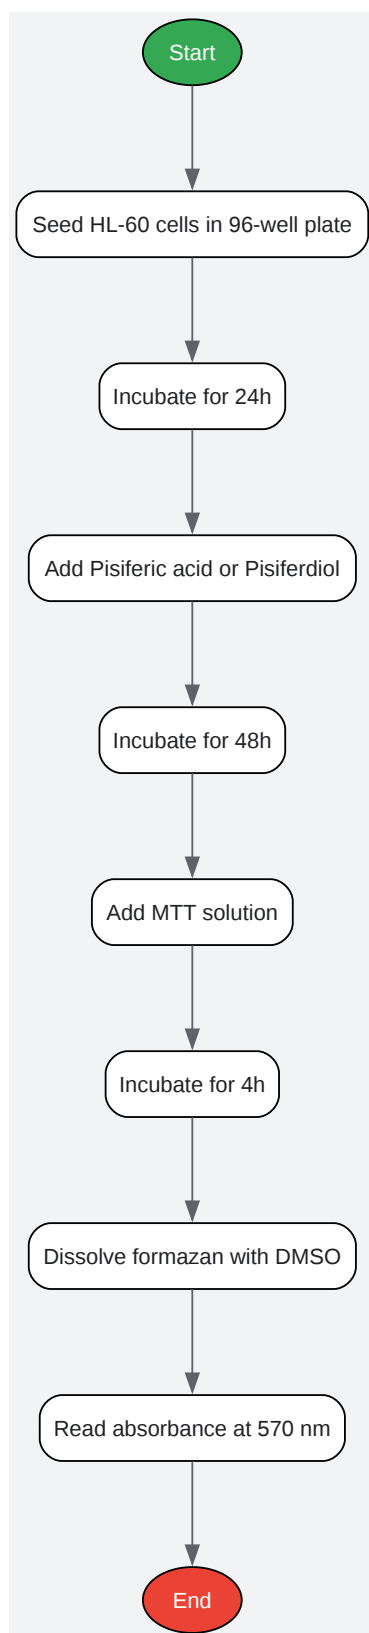 Start
Seed HL-60 cells in 96-well plate
Incubate for 24h
Add Pisiferic acid or Pisiferdiol
Incubate for 48h
Add MTT solution
Incubate for 4h
Dissolve formazan with DMSO
Read absorbance at 570 nm
End